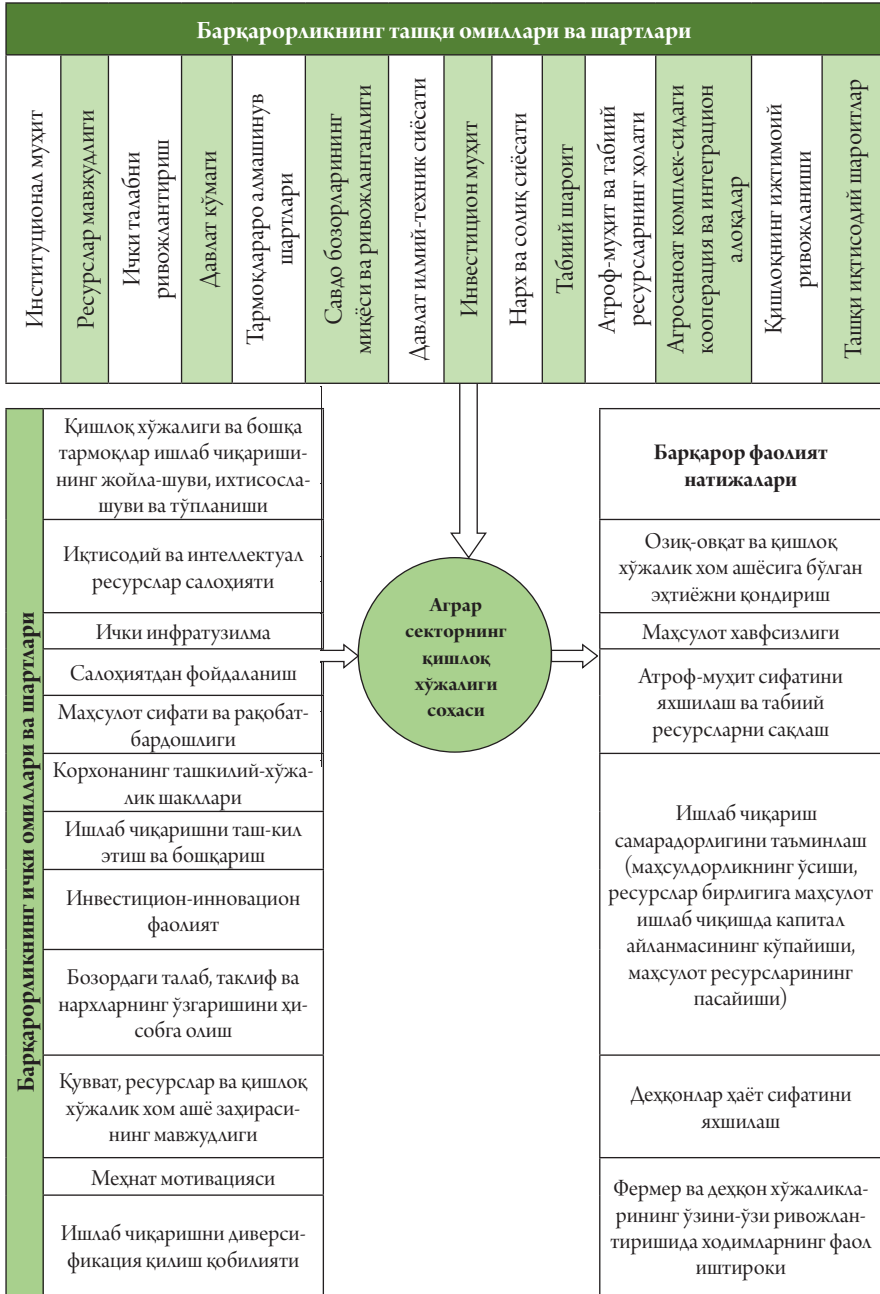 Барқарорликнинг ташқи омиллари ва шартлари
Институционал муҳит
Ресурслар мавжудлиги
Ички талабни
ривожлантириш
Давлат кўмаги
Тармоқлараро алмашинув
шартлари
Савдо бозорларининг
миқёси ва ривожланганлиги
Давлат илмий-техник сиёсати
Инвестицион муҳит
Нарх ва солиқ сиёсати
Табиий шароит
Атроф-муҳит ва табиий
ресурсларнинг ҳолати
Агросаноат комплек-сидаги
кооперация ва интеграцион
алоқалар
Қишлоқнинг ижтимоий
ривожланиши
Ташқи иқтисодий шароитлар
Барқарорликнинг ички омиллари ва шартлари
Қишлоқ хўжалиги ва бошқа
тармоқлар ишлаб чиқариши-
нинг жойла-шуви, ихтисосла-
шуви ва тўпланиши
Иқтисодий ва интеллектуал
ресурслар салоҳияти
Ички инфратузилма
Салоҳиятдан фойдаланиш
Маҳсулот сифати ва рақобат-
бардошлиги
Корхонанинг ташкилий-хўжа-
лик шакллари
Ишлаб чиқаришни таш-кил
этиш ва бошқариш
Инвестицион-инновацион
фаолият
Бозордаги талаб, таклиф ва
нархларнинг ўзгаришини ҳи-
собга олиш
Қувват, ресурслар ва қишлоқ
хўжалик хом ашё заҳираси-
нинг мавжудлиги
Меҳнат мотивацияси
Ишлаб чиқаришни диверси-
фикация қилиш қобилияти
Аграр
секторнинг
қишлоқ
хўжалиги
соҳаси
Барқарор фаолият
натижалари
Озиқ-овқат ва қишлоқ
хўжалик хом ашёсига бўлган
эҳтиёжни қондириш
Маҳсулот хавфсизлиги
Атроф-муҳит сифатини
яхшилаш ва табиий
ресурсларни сақлаш
Ишлаб чиқариш
самарадорлигини таъминлаш
(маҳсулдорликнинг ўсиши,
ресурслар бирлигига маҳсулот
ишлаб чиқишда капитал
айланмасининг кўпайиши,
маҳсулот ресурсларининг
пасайиши)
Деҳқонлар ҳаёт сифатини
яхшилаш
Фермер ва деҳқон хўжаликла-
рининг ўзини-ўзи ривожлан-
тиришида ходимларнинг фаол
иштироки